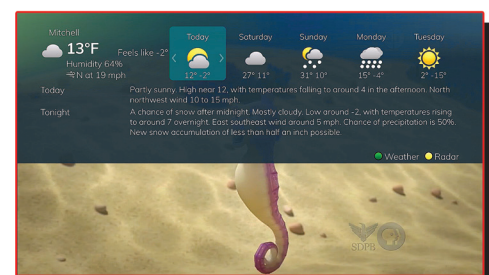 Mitchell
13°F
Feels like -2°
Humidity 64%
N at 19 mph
Today
12° -2°
Saturday
27° 11°
Sunday
31° 10°
Monday
15° -4°
Tuesday
2° -15°
Today
Partly sunny. High near 12, with temperatures falling to around 4 in the afternoon. North
northwest wind 10 to 15 mph.
Tonight
A chance of snow after midnight. Mostly cloudy. Low around -2, with temperatures rising
to around 7 overnight. East southeast wind around 5 mph. Chance of precipitation is 50%.
New snow accumulation of less than half an inch possible.
Weather
Radar
SDPB